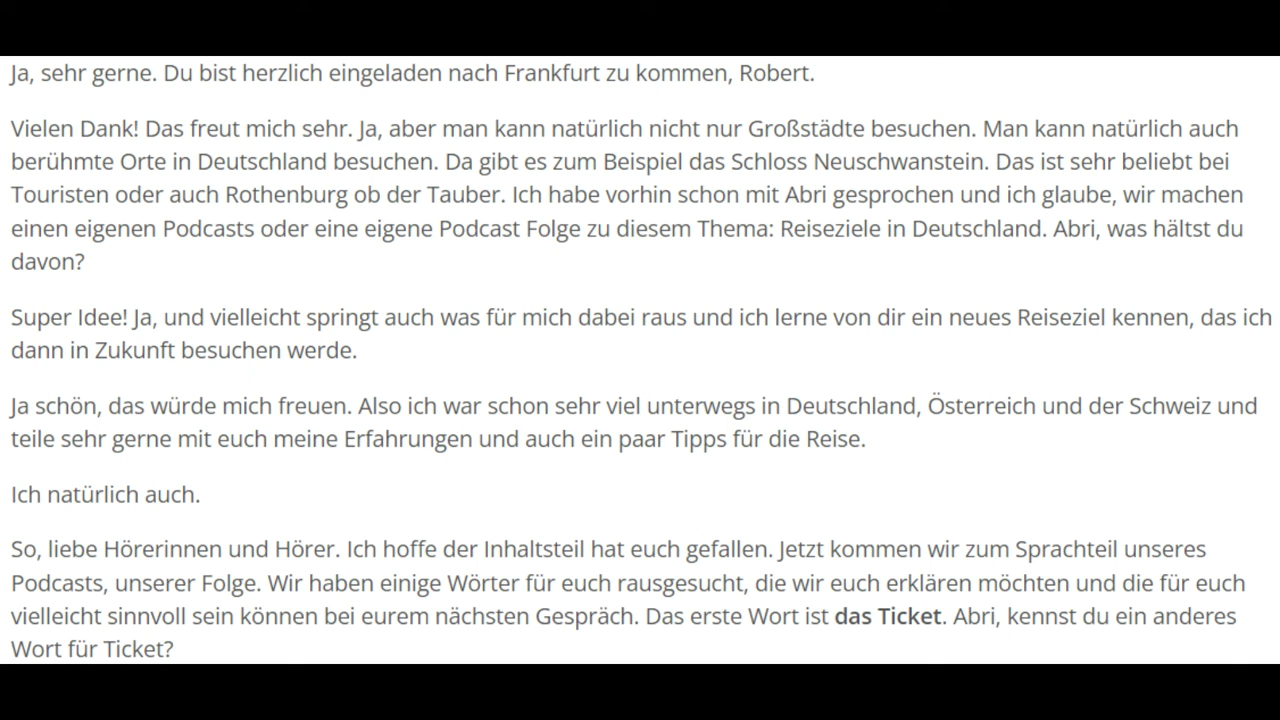 Ja, sehr gerne. Du bist herzlich eingeladen nach Frankfurt zu kommen, Robert.
Vielen Dank! Das freut mich sehr. Ja, aber man kann natürlich nicht nur Großstädte besuchen. Man kann natürlich auch
berühmte Orte in Deutschland besuchen. Da gibt es zum Beispiel das Schloss Neuschwanstein. Das ist sehr beliebt bei
Touristen oder auch Rothenburg ob der Tauber. Ich habe vorhin schon mit Abri gesprochen und ich glaube, wir machen
einen eigenen Podcasts oder eine eigene Podcast Folge zu diesem Thema: Reiseziele in Deutschland. Abri, was hältst du
davon?
Super Idee! Ja, und vielleicht springt auch was für mich dabei raus und ich lerne von dir ein neues Reiseziel kennen, das ich
dann in Zukunft besuchen werde.
Ja schön, das würde mich freuen. Also ich war schon sehr viel unterwegs in Deutschland, Österreich und der Schweiz und
teile sehr gerne mit euch meine Erfahrungen und auch ein paar Tipps für die Reise.
Ich natürlich auch.
So, liebe Hörerinnen und Hörer. Ich hoffe der Inhaltsteil hat euch gefallen. Jetzt kommen wir zum Sprachteil unseres
Podcasts, unserer Folge. Wir haben einige Wörter für euch rausgesucht, die wir euch erklären möchten und die für euch
vielleicht sinnvoll sein können bei eurem nächsten Gespräch. Das erste Wort ist das Ticket. Abri, kennst du ein anderes
Wort für Ticket?